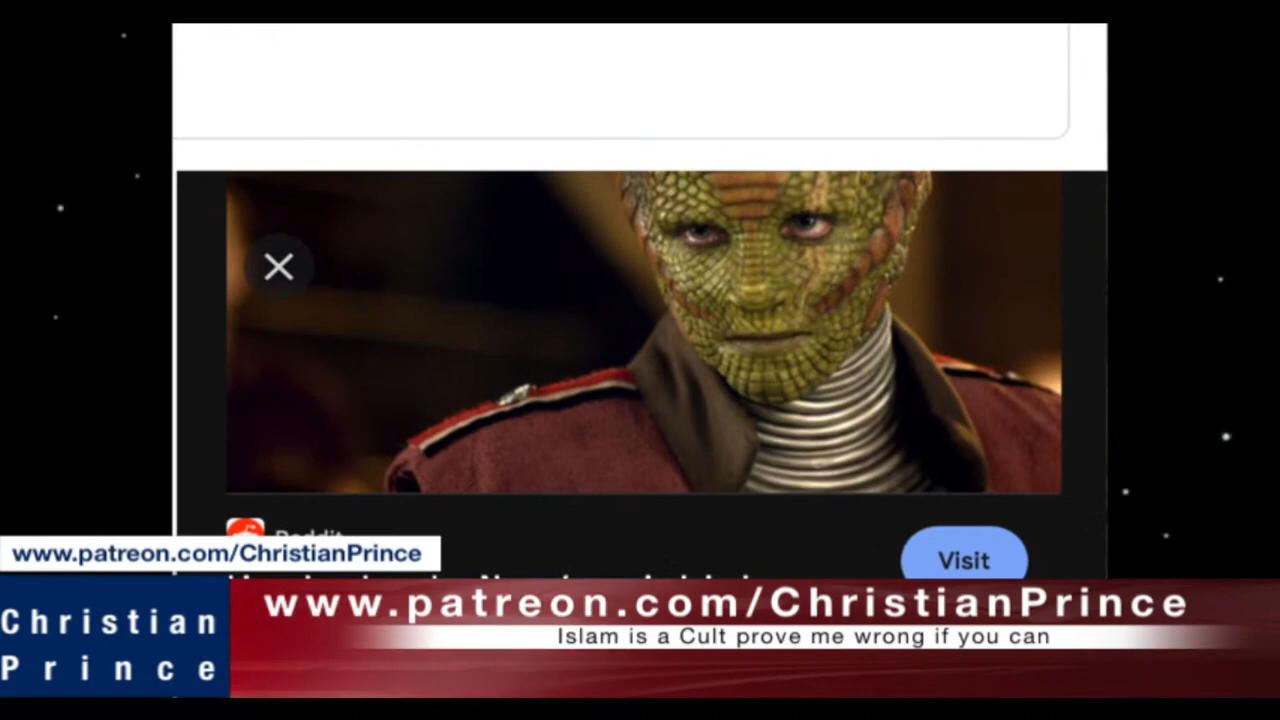 Reddit
Visit
www.patreon.com/ChristianPrince
Christian
Prince
www.patreon.com/ChristianPrince
Islam is a Cult prove me wrong if you can